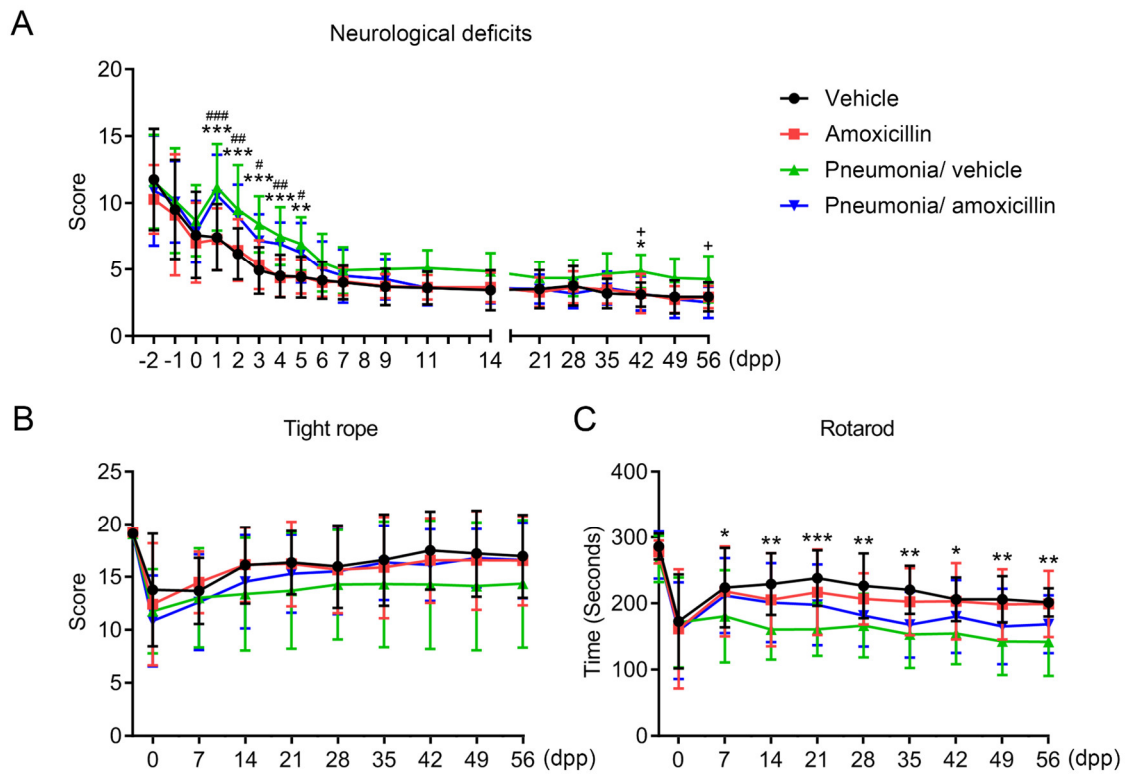 A
Neurological deficits
20
15
10
5
0
Score
###
***
##
***
#
***
##
***
#
**
+
*
+
-2 -1 0 1 2 3 4 5 6 7 8 9 11 14 21 28 35 42 49 56 (dpp)
Vehicle
Amoxicillin
Pneumonia/ vehicle
Pneumonia/ amoxicillin
B
Tight rope
25
20
15
10
5
0
Score
0 7 14 21 28 35 42 49 56 (dpp)
C
Rotarod
400
300
200
100
0
Time (Seconds)
* ** *** ** ** * ** **
0 7 14 21 28 35 42 49 56 (dpp)